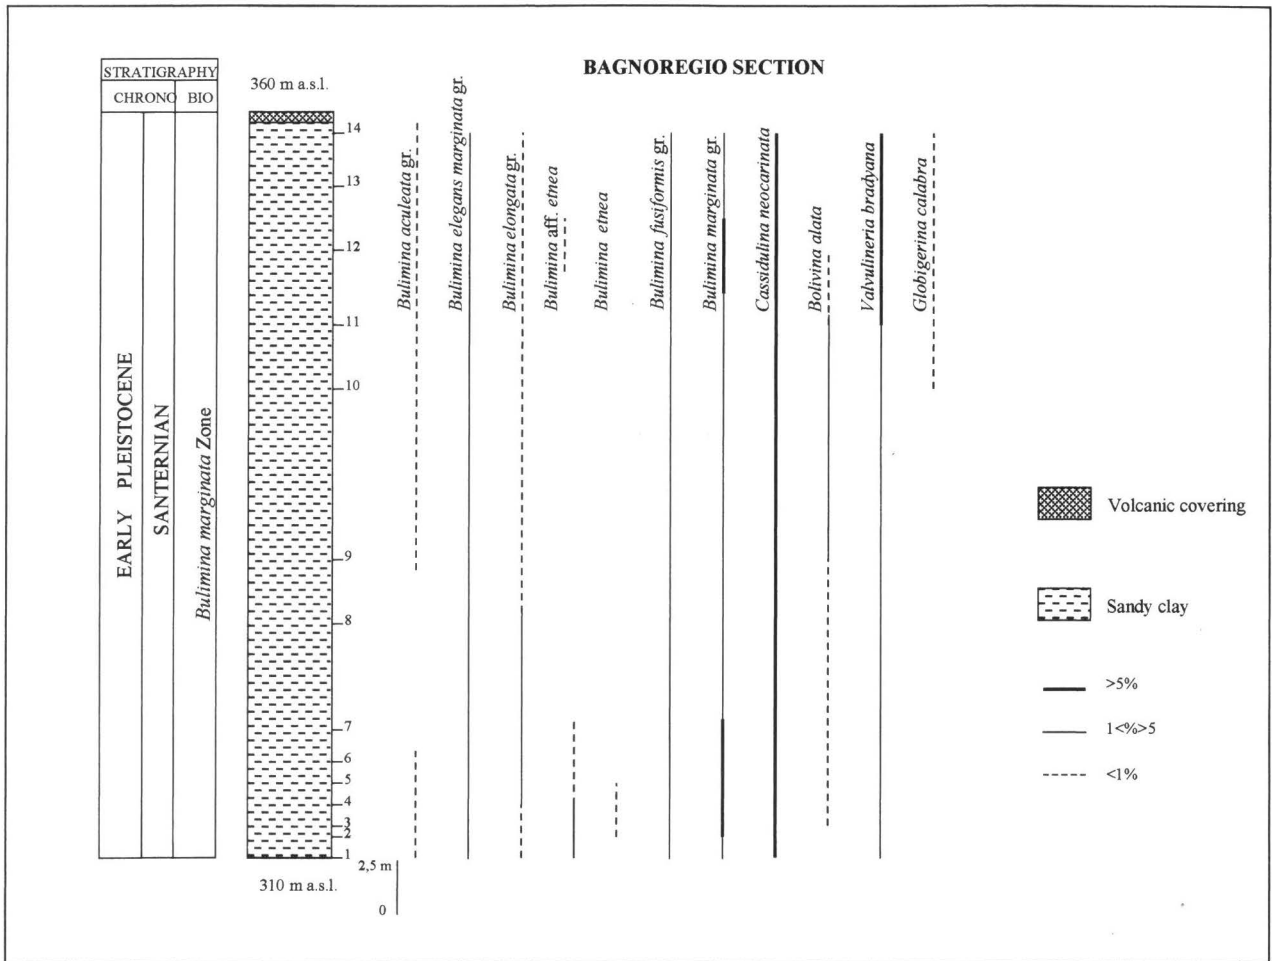 BAGNOREGIO SECTION
STRATIGRAPHY
CHRONO
BIO
360 m a.s.l.
EARLY PLEISTOCENE
SANTERNIAN
Bulimina marginata Zone
14
13
12
11
10
9
8
7
6
5
4
3
2
1
310 m a.s.l.
2,5 m
0
Bulimina aculeata gr.
Bulimina elegans marginata gr.
Bulimina elongata gr.
Bulimina aff. etnea
Bulimina etnea
Bulimina fusiformis gr.
Bulimina marginata gr.
Cassidulina neocarinata
Bolivina alata
Valvulineria bradyana
Globigerina calabra
Volcanic covering
Sandy clay
>5%
1<%>5
<1%